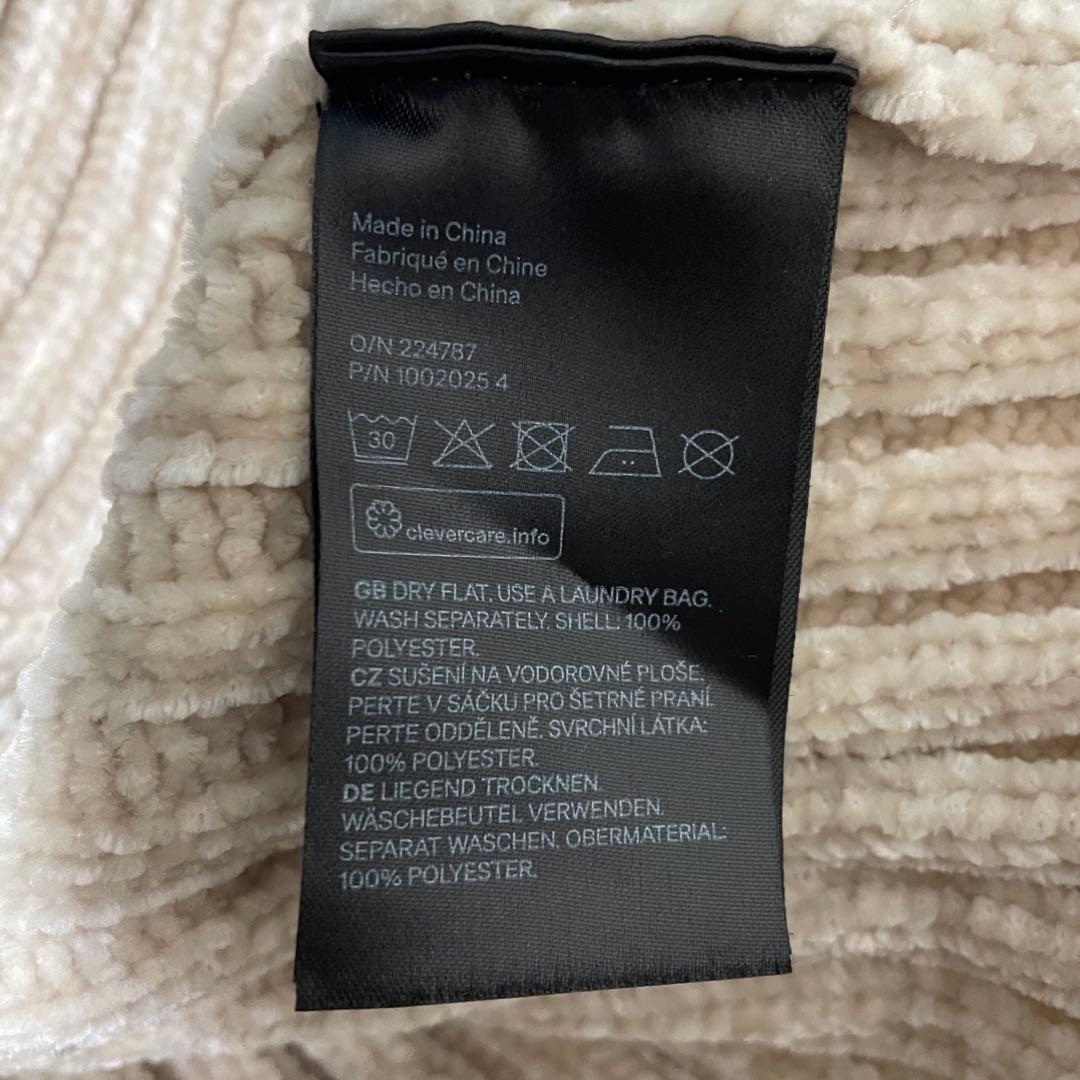 Made in China
Fabriqué en Chine
Hecho en China
O/N 224787
P/N 1002025 4
30
clevercare.info
GB DRY FLAT. USE A LAUNDRY BAG.
WASH SEPARATELY. SHELL: 100%
POLYESTER.
CZ SUŠENÍ NA VODOROVNÉ PLOŠE.
PERTE V SÁČKU PRO ŠETRNÉ PRANÍ.
PERTE ODDĚLENĚ. SVRCHNÍ LÁTKA:
100% POLYESTER.
DE LIEGEND TROCKNEN.
WÄSCHEBEUTEL VERWENDEN.
SEPARAT WASCHEN. OBERMATERIAL:
100% POLYESTER.